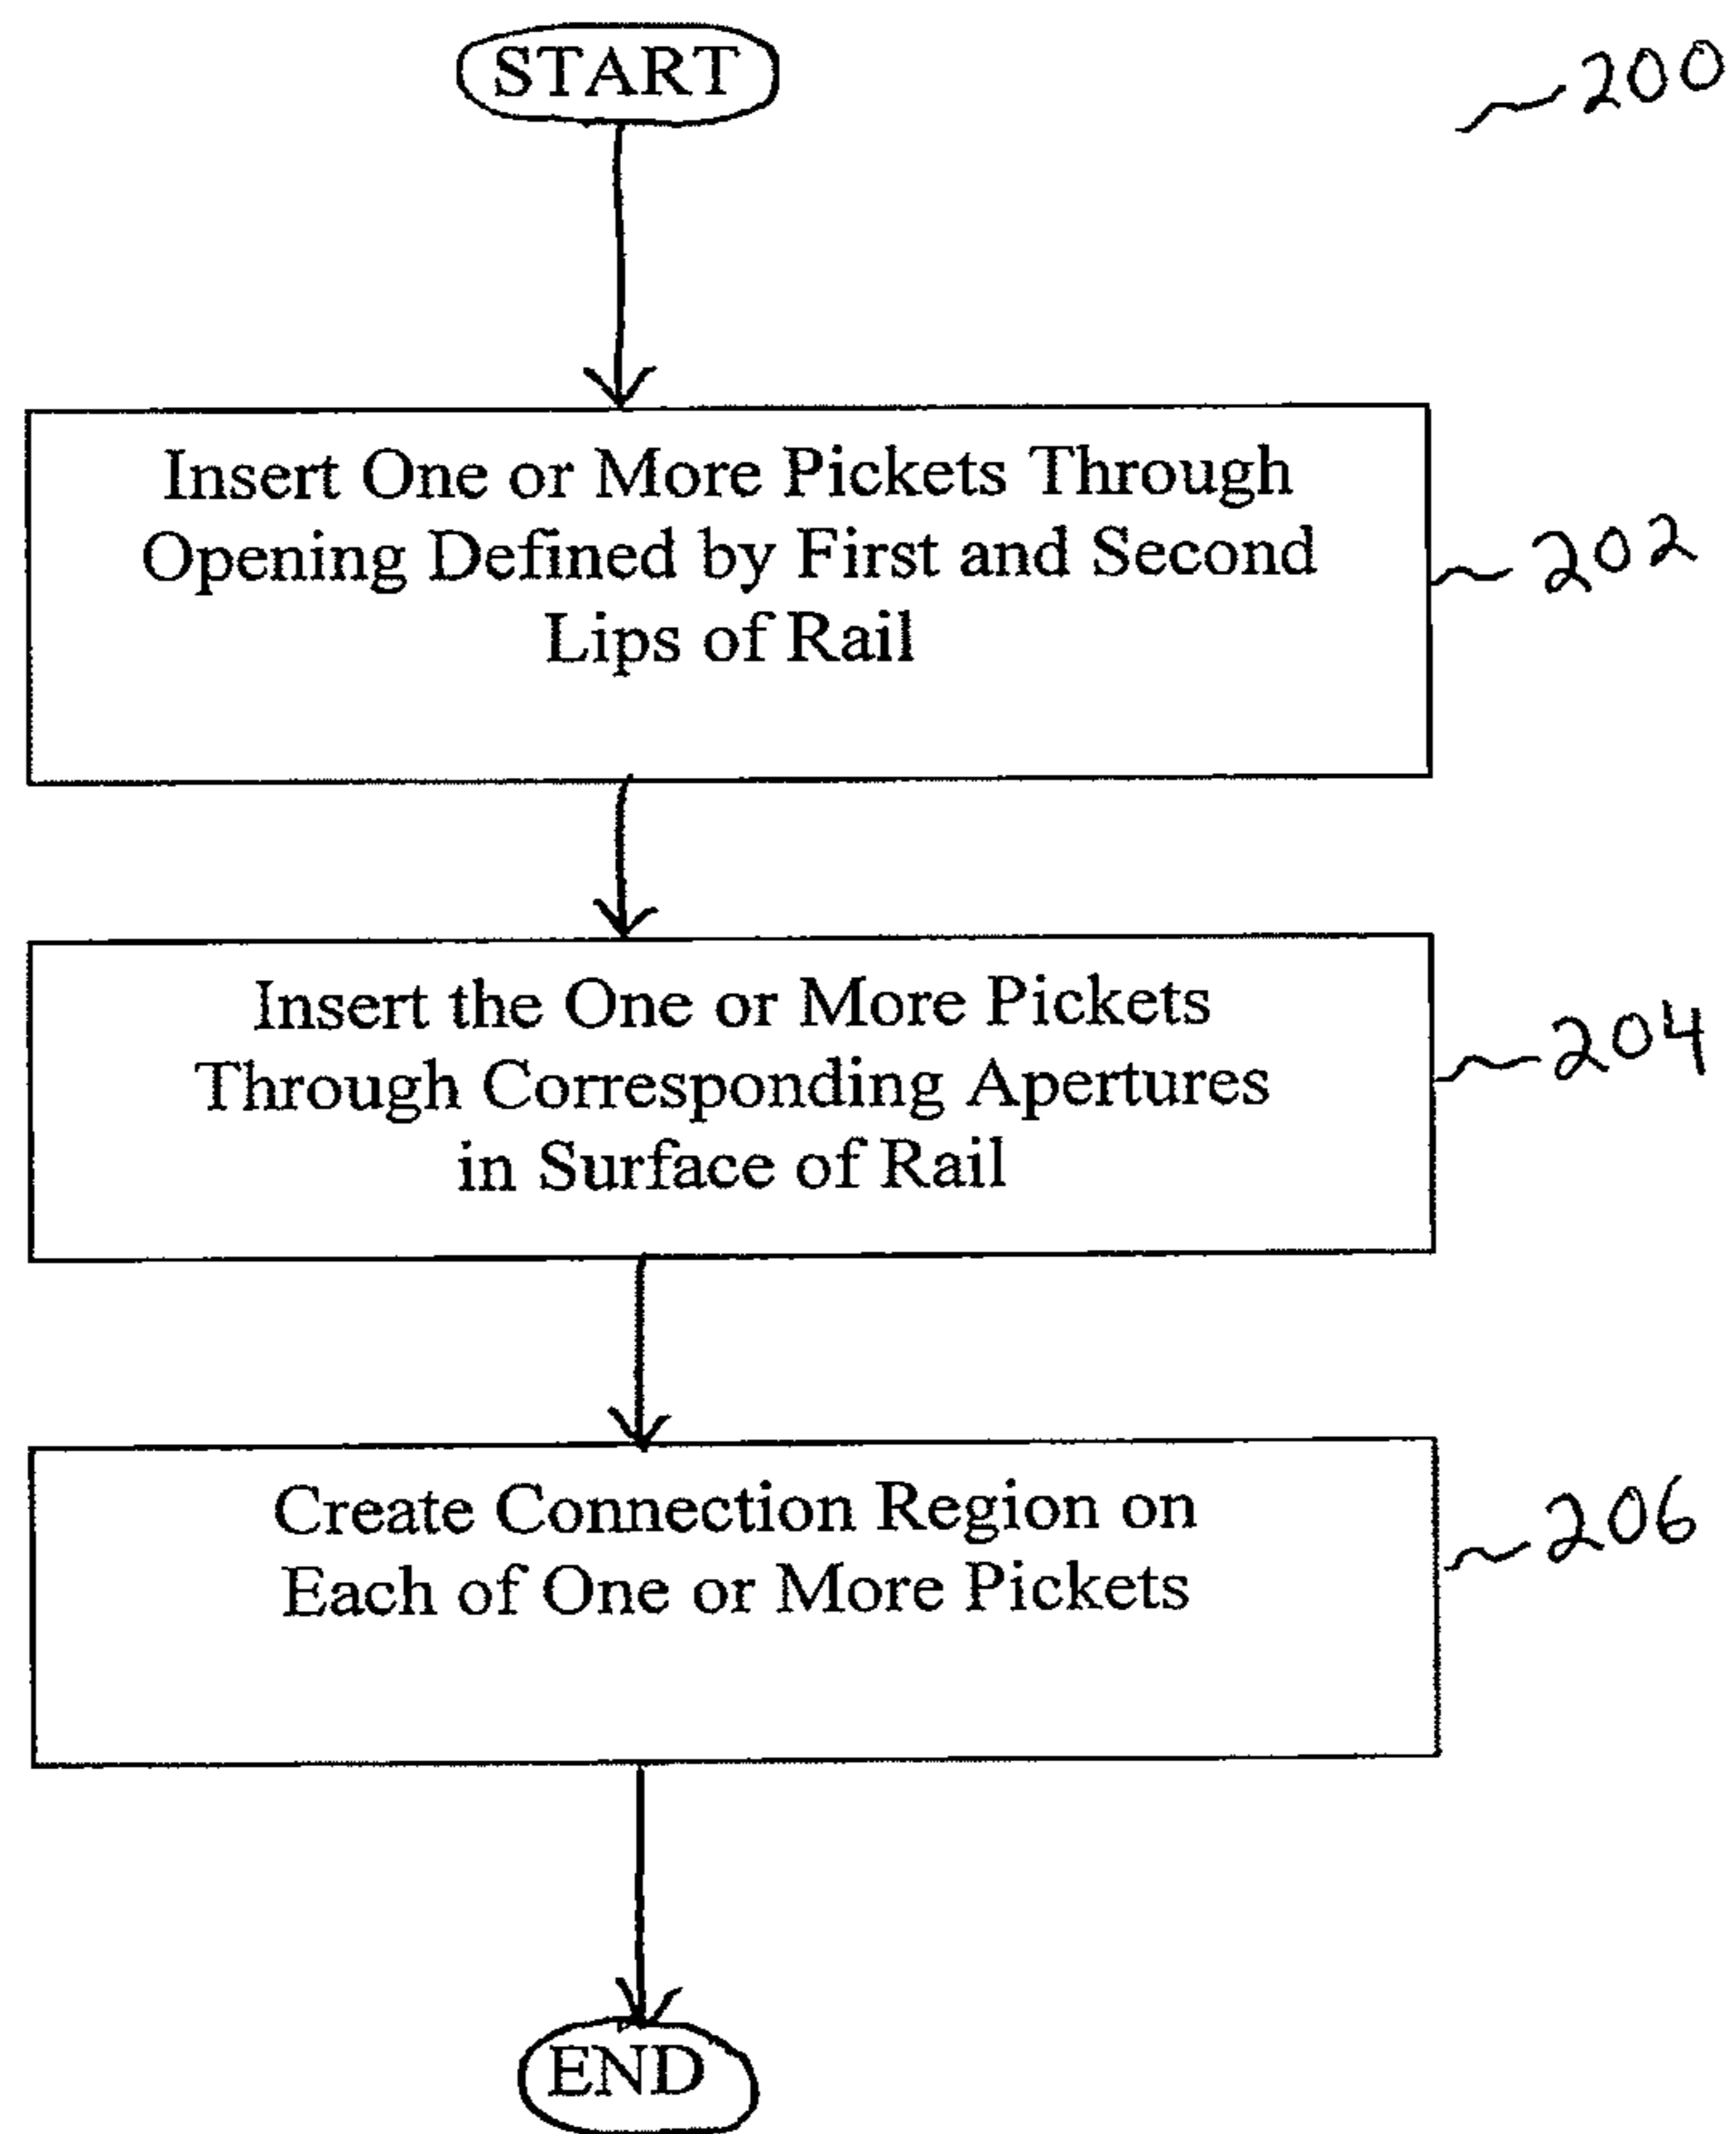 START
200
Insert One or More Pickets Through
Opening Defined by First and Second
Lips of Rail
202
Insert the One or More Pickets
Through Corresponding Apertures
in Surface of Rail
204
Create Connection Region on
Each of One or More Pickets
206
END